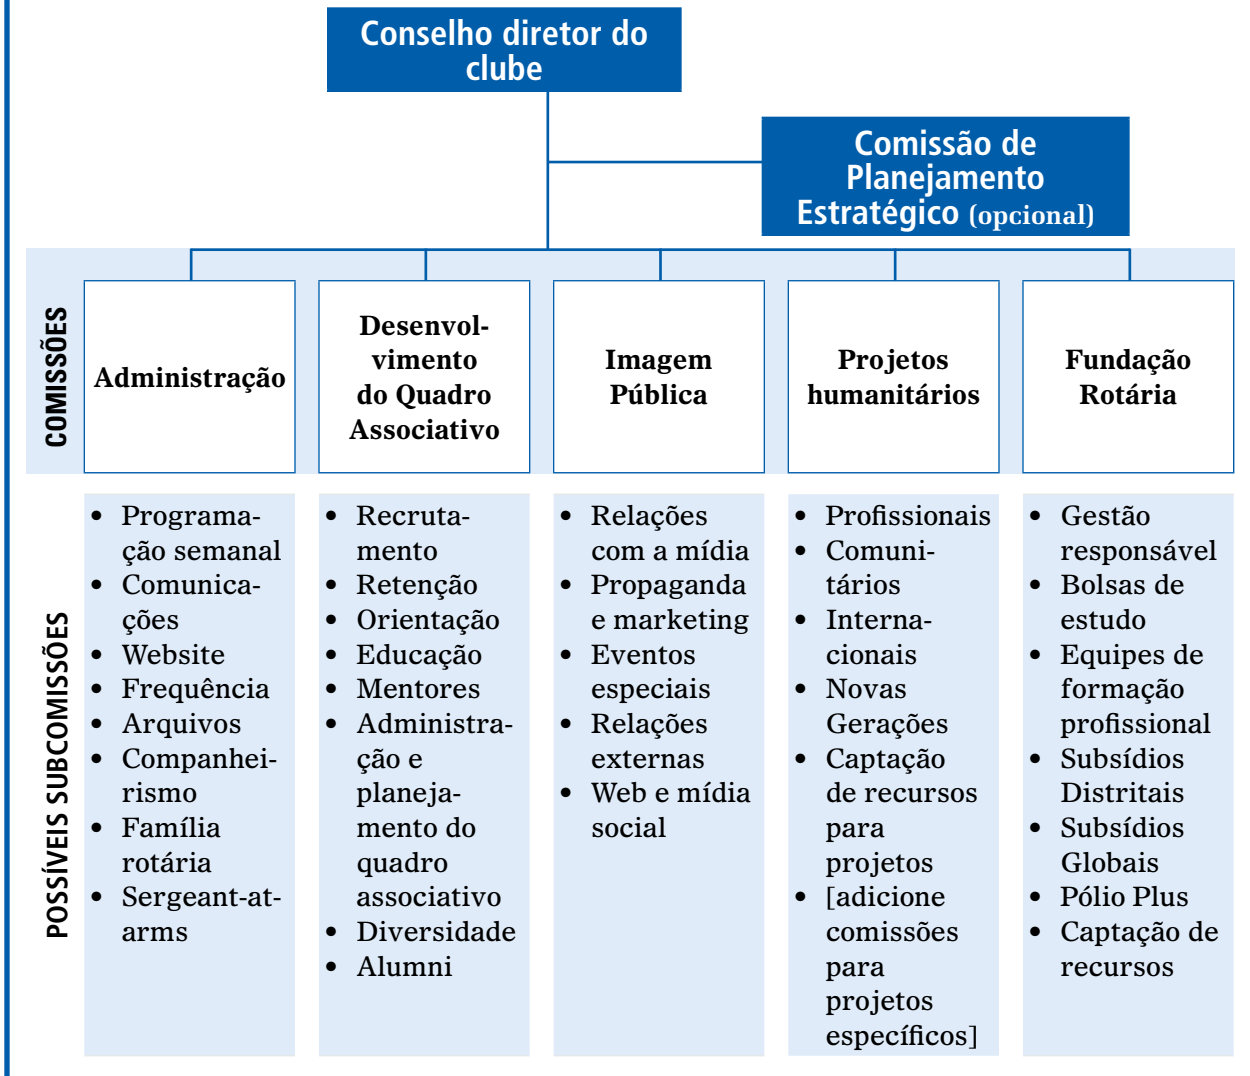 Conselho diretor do
clube
Comissão de
Planejamento
Estratégico (opcional)
COMISSÕES
Administração
Desenvol-
vimento
do Quadro
Associativo
Imagem
Pública
Projetos
humanitários
Fundação
Rotária
POSSÍVEIS SUBCOMISSÕES
• Programa-
ção semanal
• Comunica-
ções
• Website
• Frequência
• Arquivos
• Companhei-
rismo
• Família
rotária
• Sergeant-at-
arms
• Recruta-
mento
• Retenção
• Orientação
• Educação
• Mentores
• Administra-
ção e
planeja-
mento do
quadro
associativo
• Diversidade
• Alumni
• Relações
com a mídia
• Propaganda
e marketing
• Eventos
especiais
• Relações
externas
• Web e mídia
social
• Profissionais
• Comuni-
tários
• Interna-
cionais
• Novas
Gerações
• Captação
de recursos
para
projetos
• [adicione
comissões
para
projetos
específicos]
• Gestão
responsável
• Bolsas de
estudo
• Equipes de
formação
profissional
• Subsídios
Distritais
• Subsídios
Globais
• Pólio Plus
• Captação de
recursos